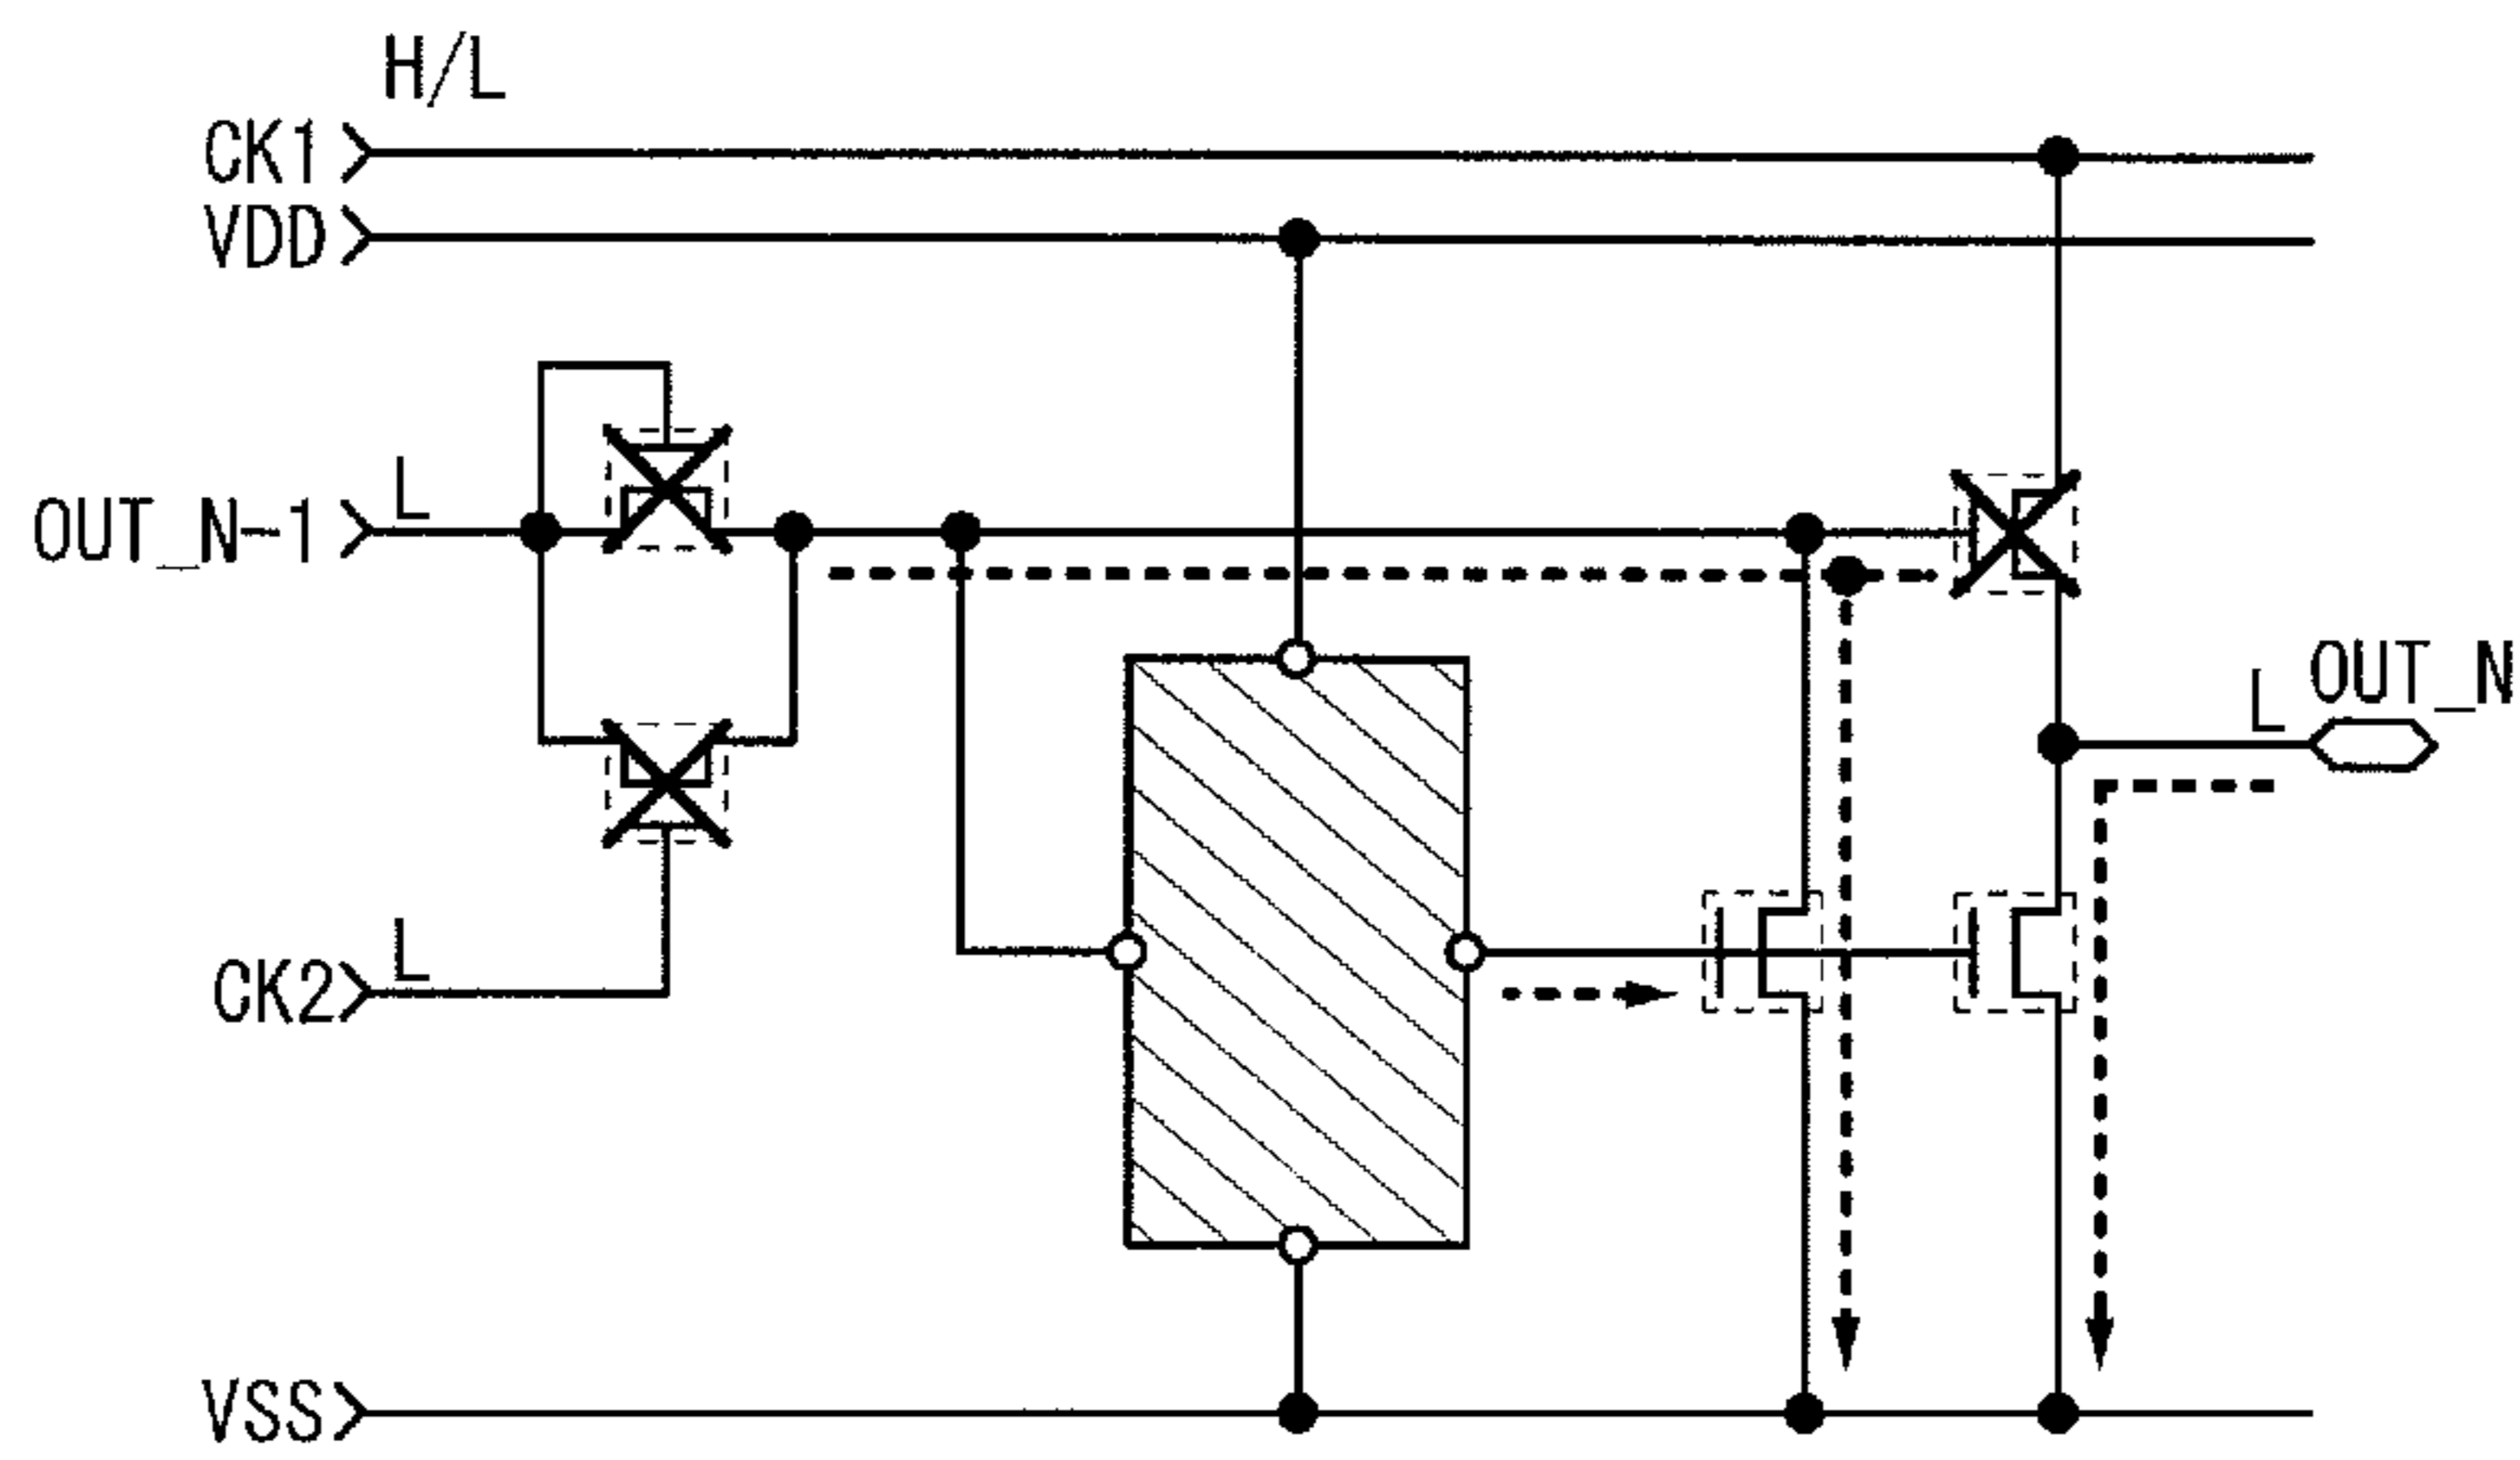 H/L
CK1
VDD
L
OUT_N-1
L
OUT_N
L
CK2
VSS